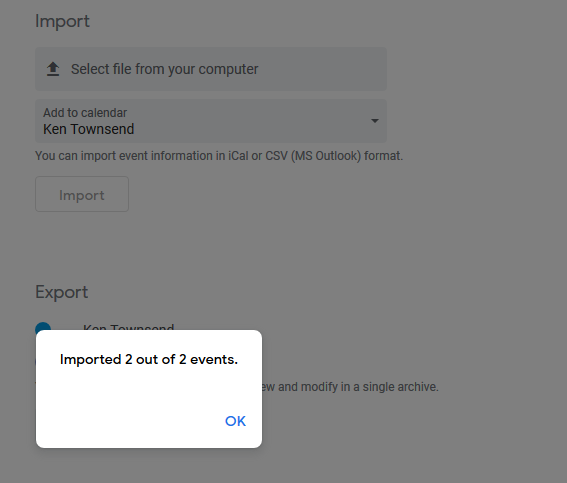 Import
Select file from your computer
Add to calendar
Ken Townsend
You can import event information in iCal or CSV (MS Outlook) format.
Import
Export
Ken Townsend
Imported 2 out of 2 events.
and modify in a single archive.
OK